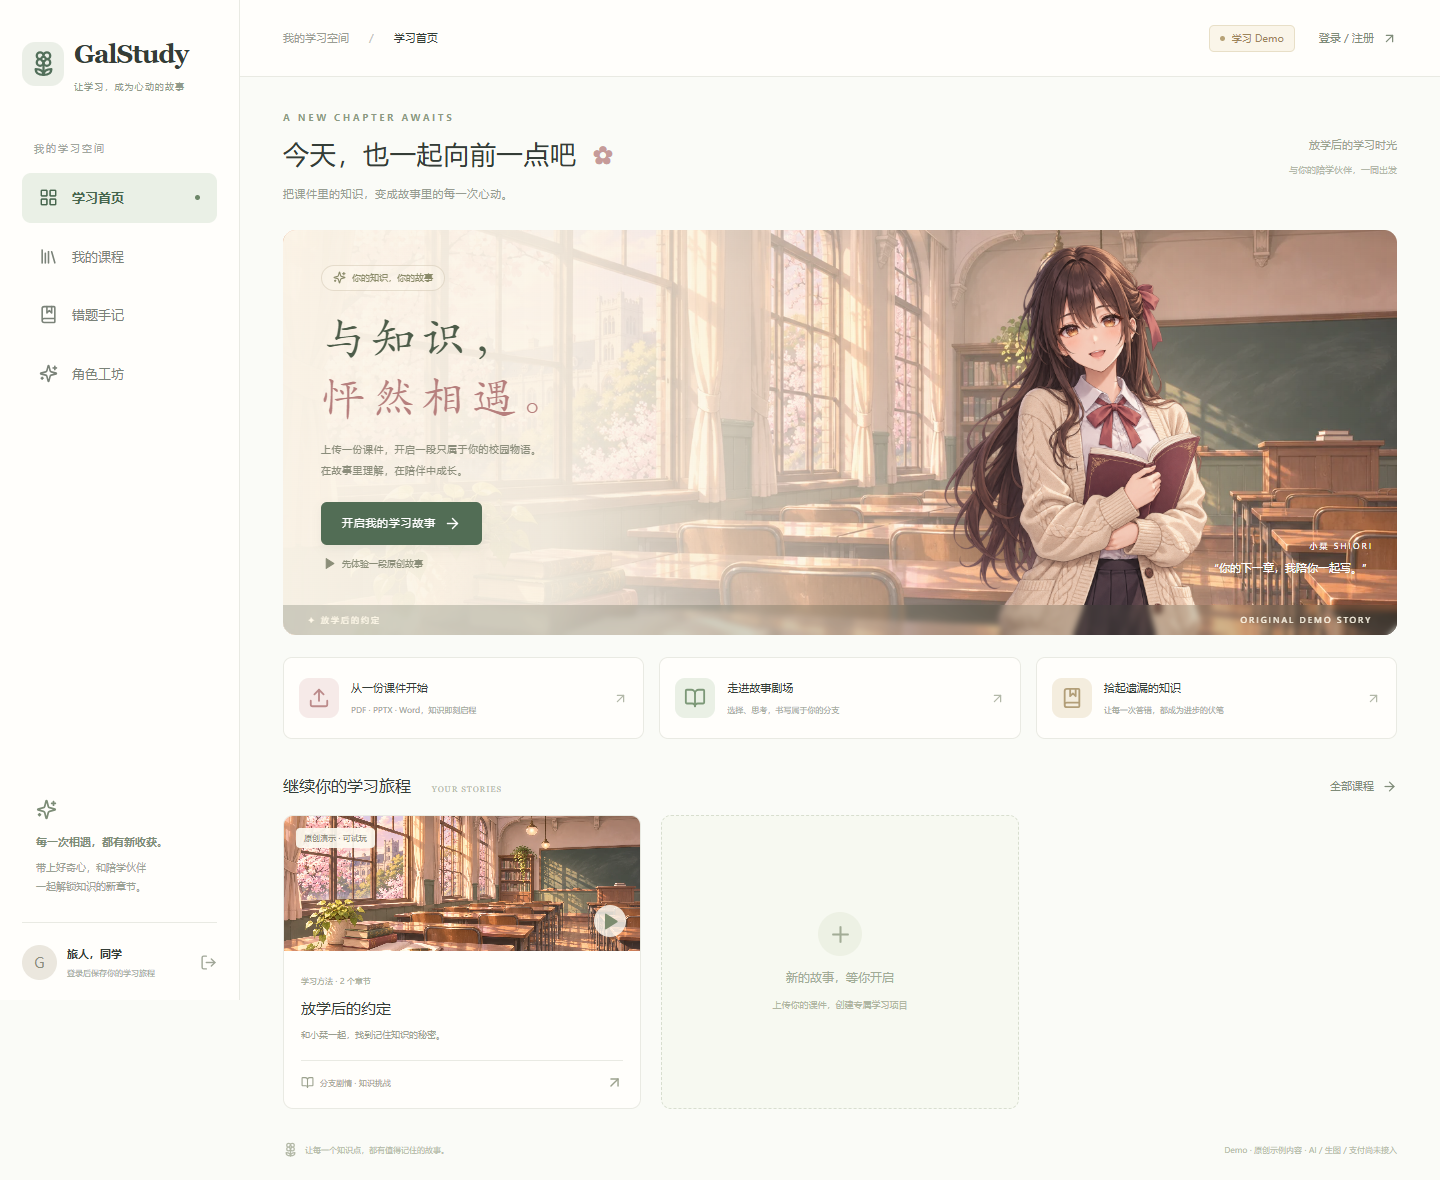 GalStudy
让学习，成为心动的故事
我的学习空间
学习首页
我的课程
错题手记
角色工坊
每一次相遇，都有新收获。
带上好奇心，和陪学伙伴
一起解锁知识的新章节。
G
旅人，同学
登录后保存你的学习旅程
我的学习空间 / 学习首页
学习 Demo
登录 / 注册
A NEW CHAPTER AWAITS
今天，也一起向前一点吧
把课件里的知识，变成故事里的每一次心动。
放学后的学习时光
与你的陪学伙伴，一同出发
你的知识，你的故事
与知识，
怦然相遇。
上传一份课件，开启一段只属于你的校园物语。
在故事里理解，在陪伴中成长。
开启我的学习故事
先体验一段原创故事
小栞 SHIORI
“你的下一章，我陪你一起写。”
放学后的约定
ORIGINAL DEMO STORY
从一份课件开始
PDF · PPTX · Word，知识即刻启程
走进故事剧场
选择、思考，书写属于你的分支
拾起遗漏的知识
让每一次答错，都成为进步的伏笔
继续你的学习旅程
YOUR STORIES
全部课程
原创演示 · 可试玩
学习方法 · 2 个章节
放学后的约定
和小栞一起，找到记住知识的秘密。
分支剧情 · 知识挑战
新的故事，等你开启
上传你的课件，创建专属学习项目
让每一个知识点，都有值得记住的故事。
Demo · 原创示例内容 · AI / 生图 / 支付尚未接入